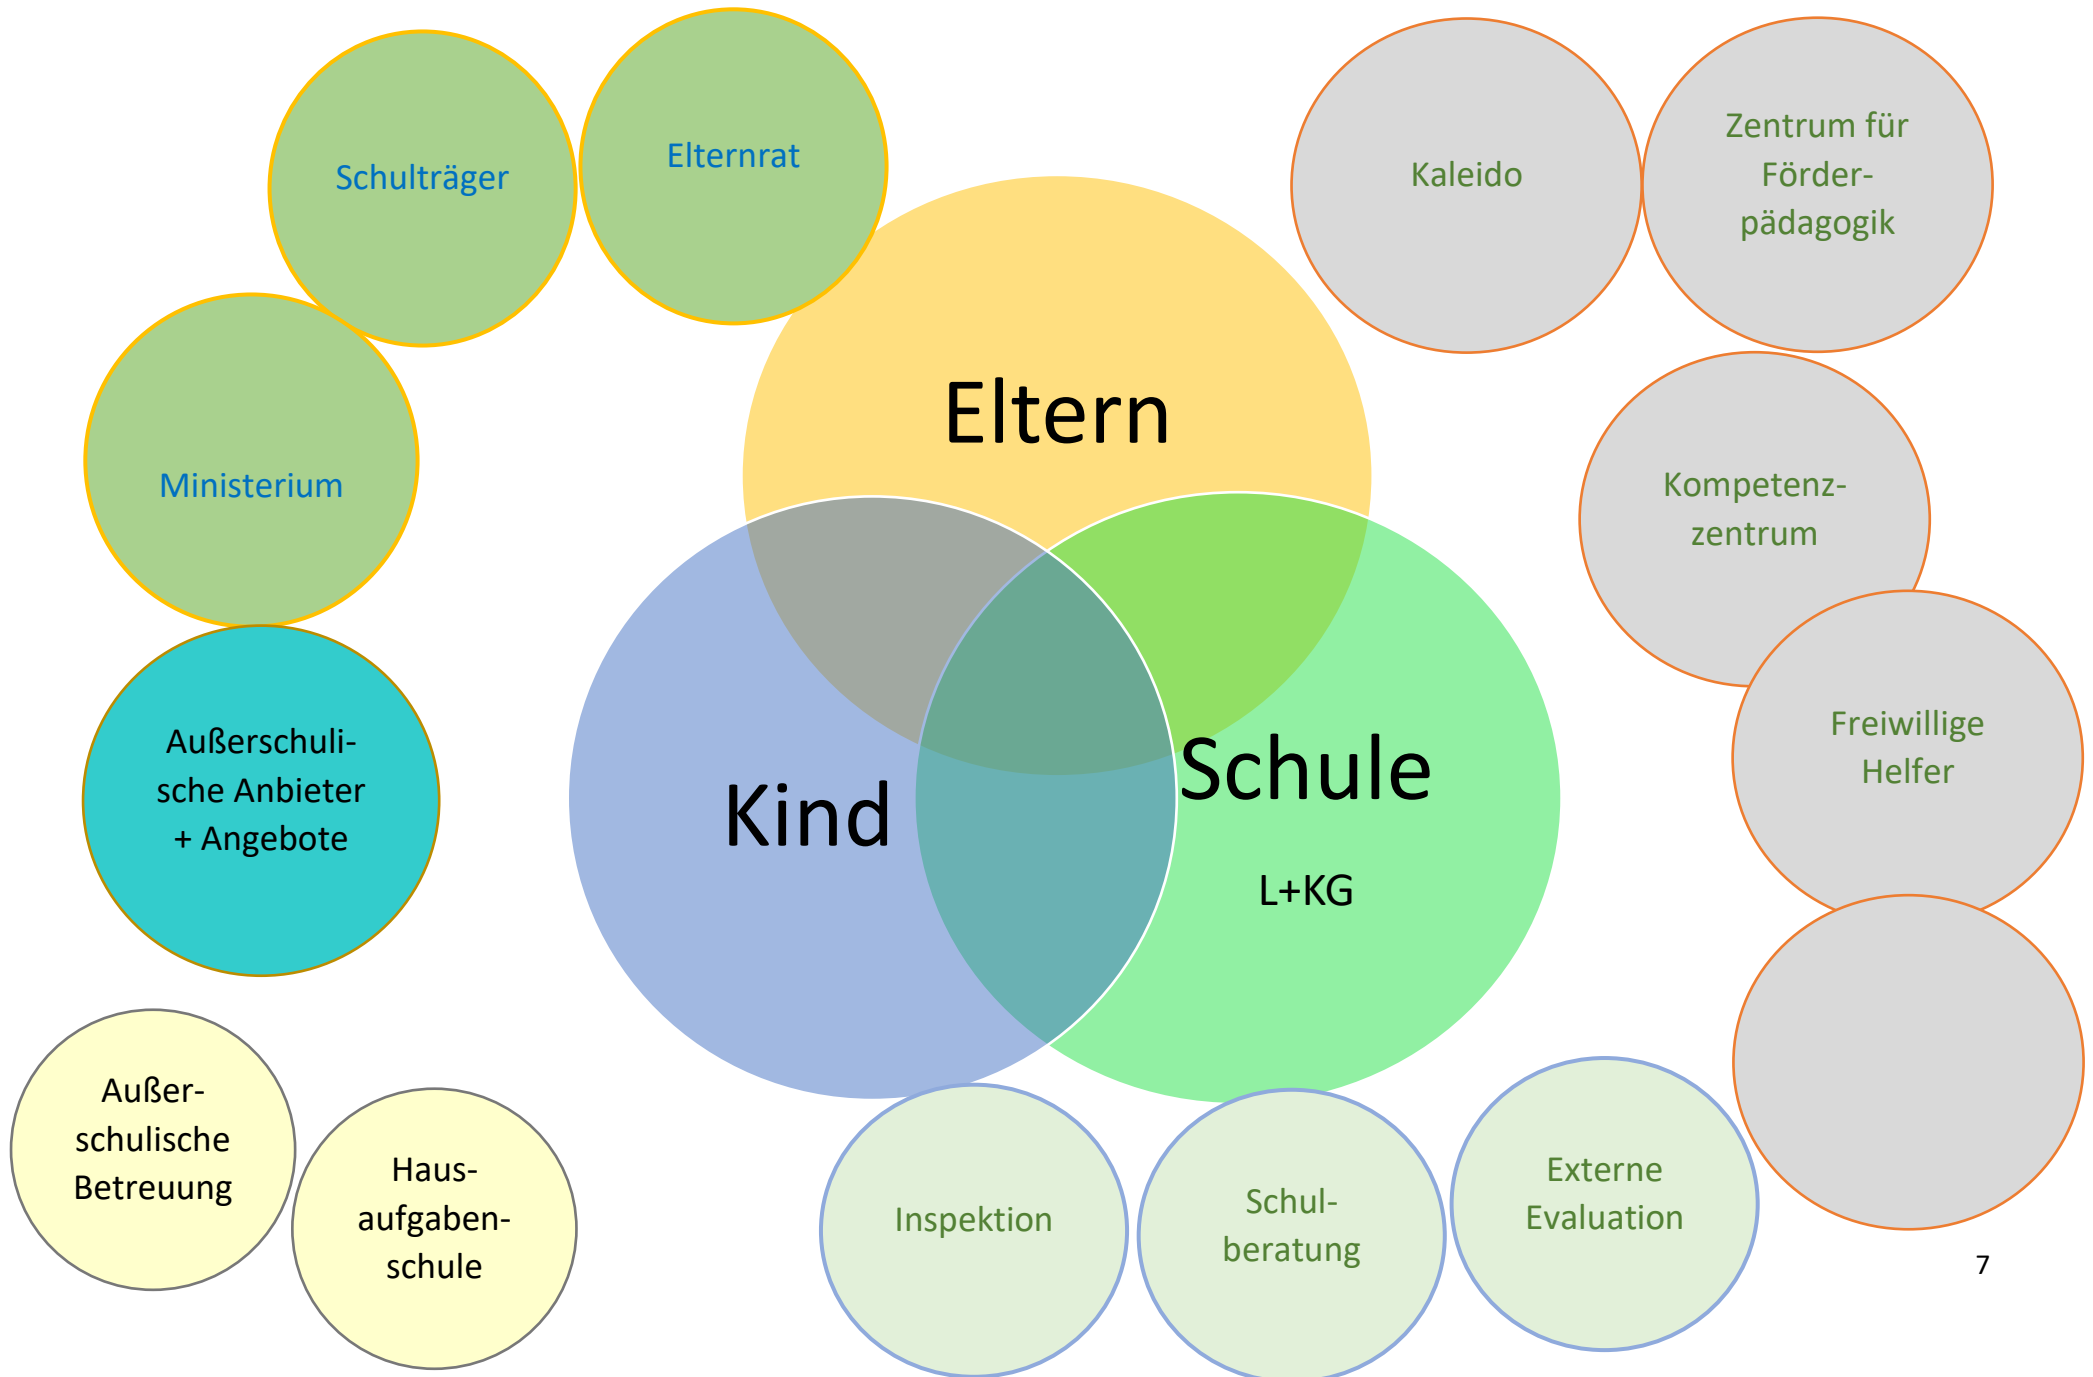 Schulträger
Elternrat
Kaleido
Zentrum für
Förder-
pädagogik
Ministerium
Eltern
Kompetenz-
zentrum
Außerschuli-
sche Anbieter
+ Angebote
Kind
Schule
L+KG
Freiwillige
Helfer
Außer-
schulische
Betreuung
Haus-
aufgaben-
schule
Inspektion
Schul-
beratung
Externe
Evaluation
7